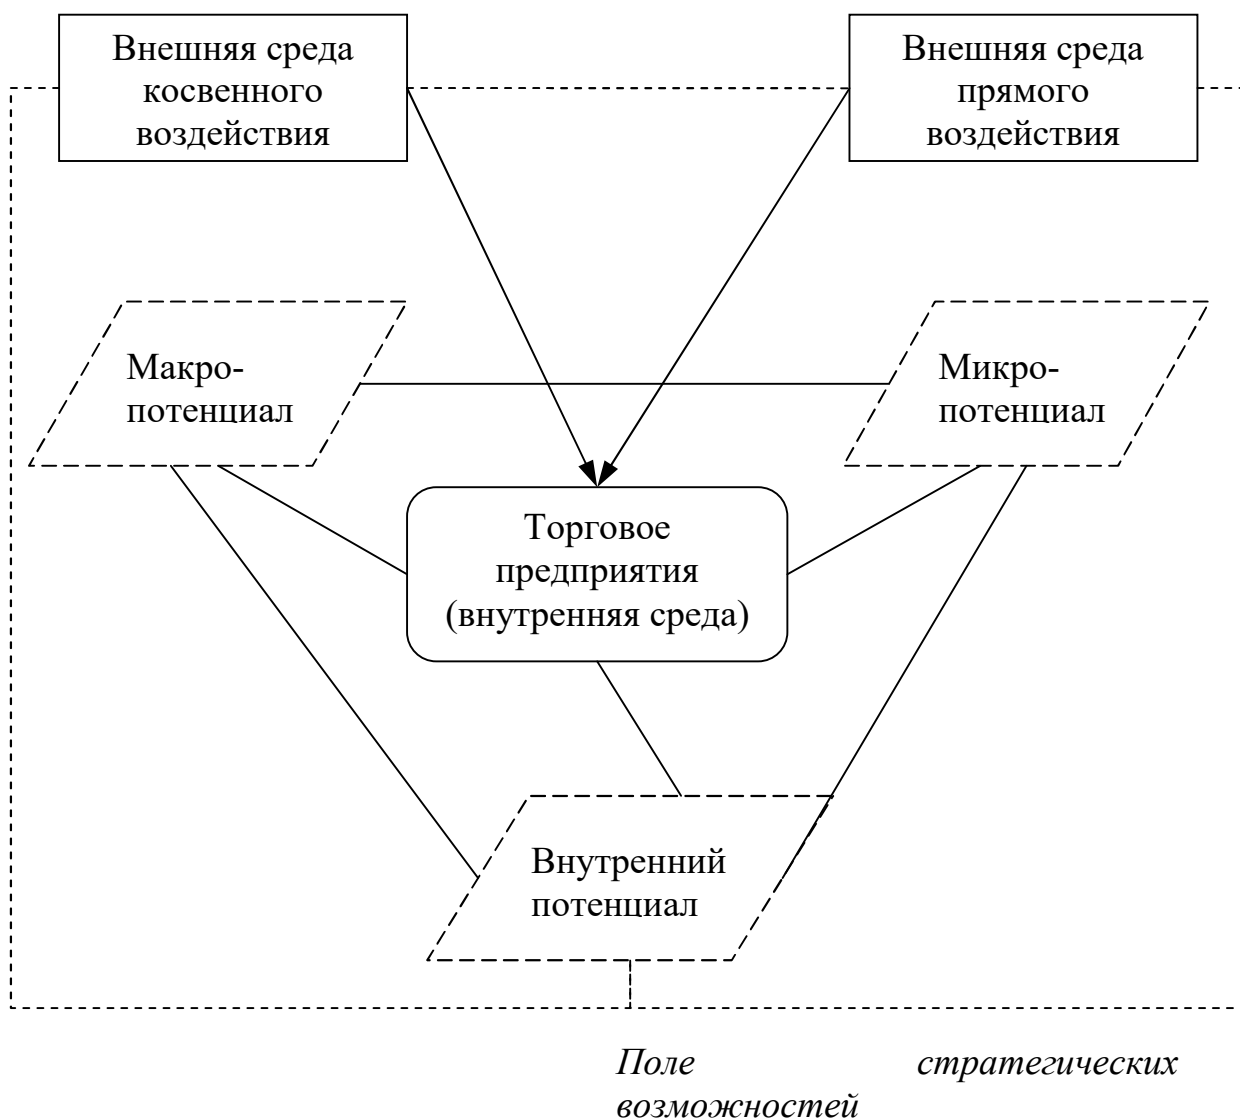 Внешняя среда
косвенного
воздействия
Внешняя среда
прямого
воздействия
Макро-
потенциал
Микро-
потенциал
Торговое
предприятия
(внутренняя среда)
Внутренний
потенциал
Поле стратегических
возможностей